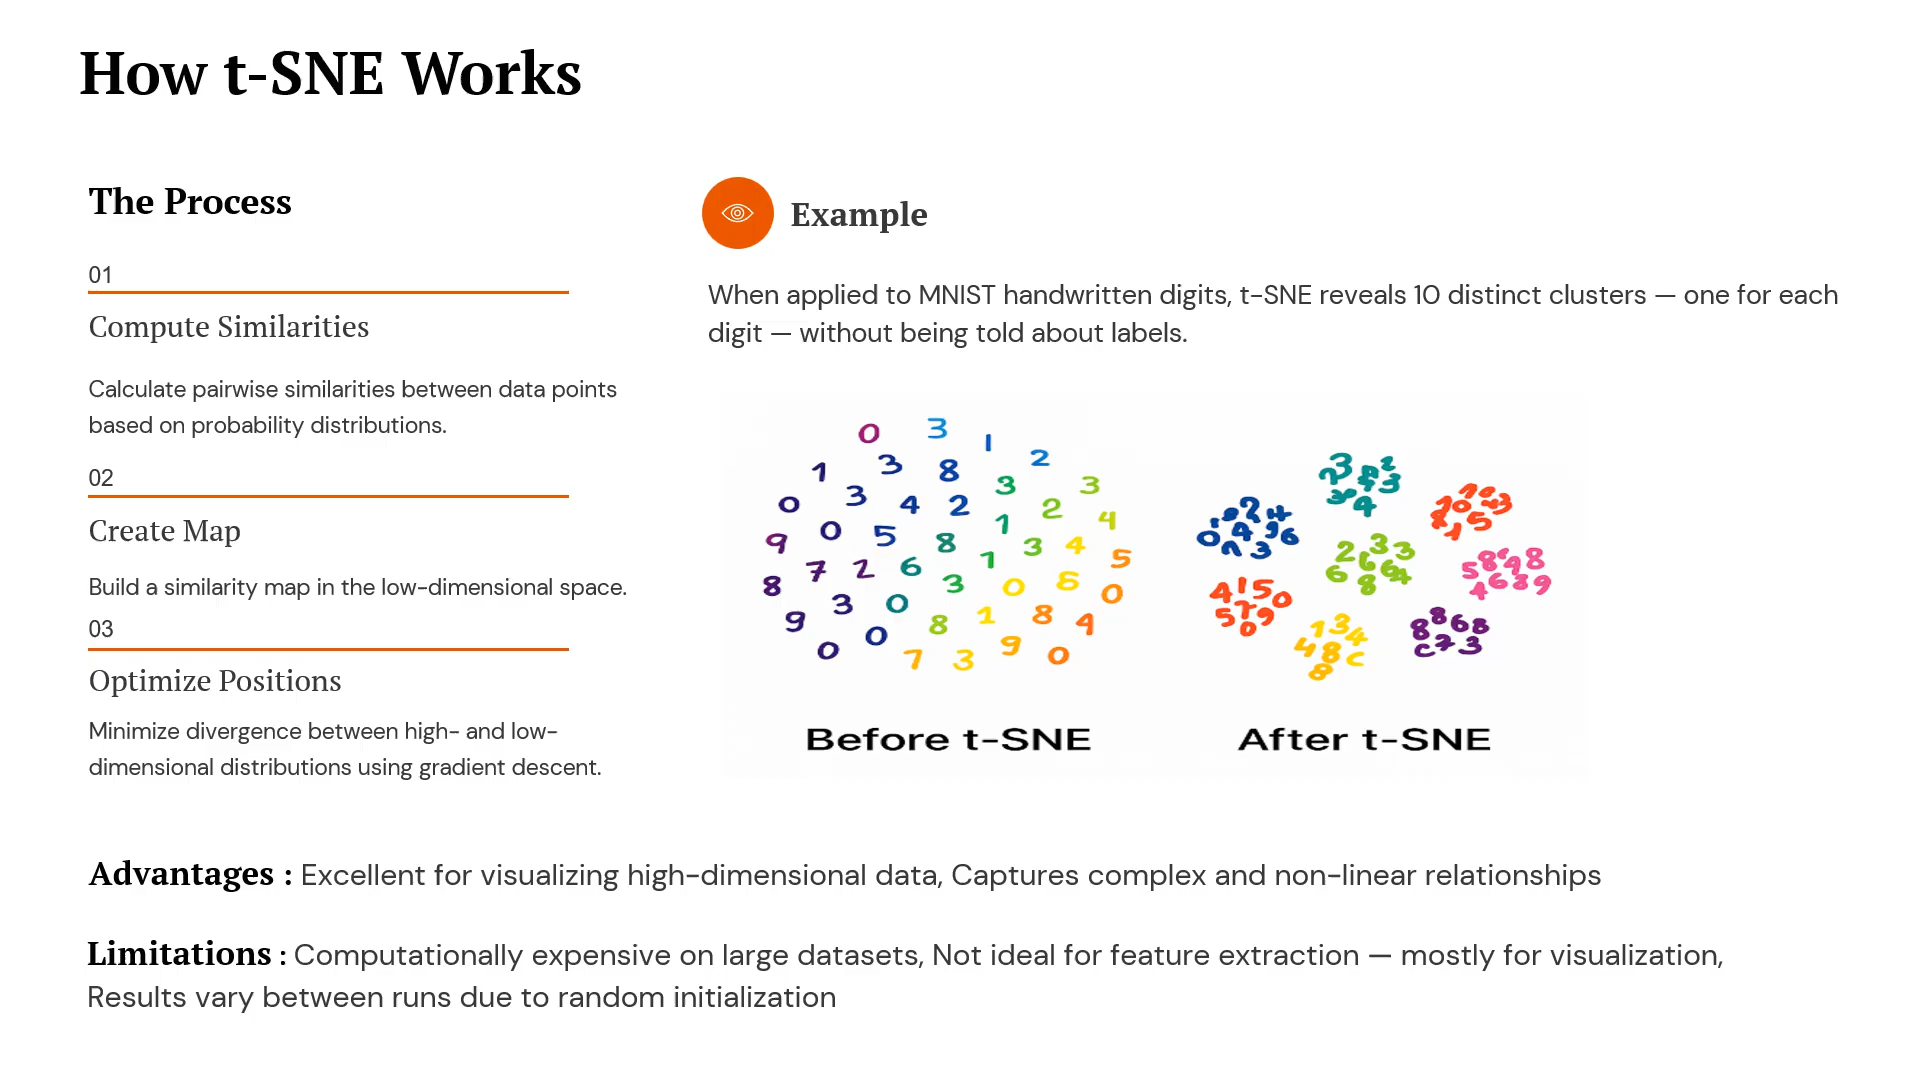 How t-SNE Works
The Process
01
Compute Similarities
Calculate pairwise similarities between data points
based on probability distributions.
02
Create Map
Build a similarity map in the low-dimensional space.
03
Optimize Positions
Minimize divergence between high- and low-
dimensional distributions using gradient descent.
Example
When applied to MNIST handwritten digits, t-SNE reveals 10 distinct clusters — one for each
digit — without being told about labels.
Before t-SNE
After t-SNE
Advantages : Excellent for visualizing high-dimensional data, Captures complex and non-linear relationships
Limitations : Computationally expensive on large datasets, Not ideal for feature extraction — mostly for visualization,
Results vary between runs due to random initialization